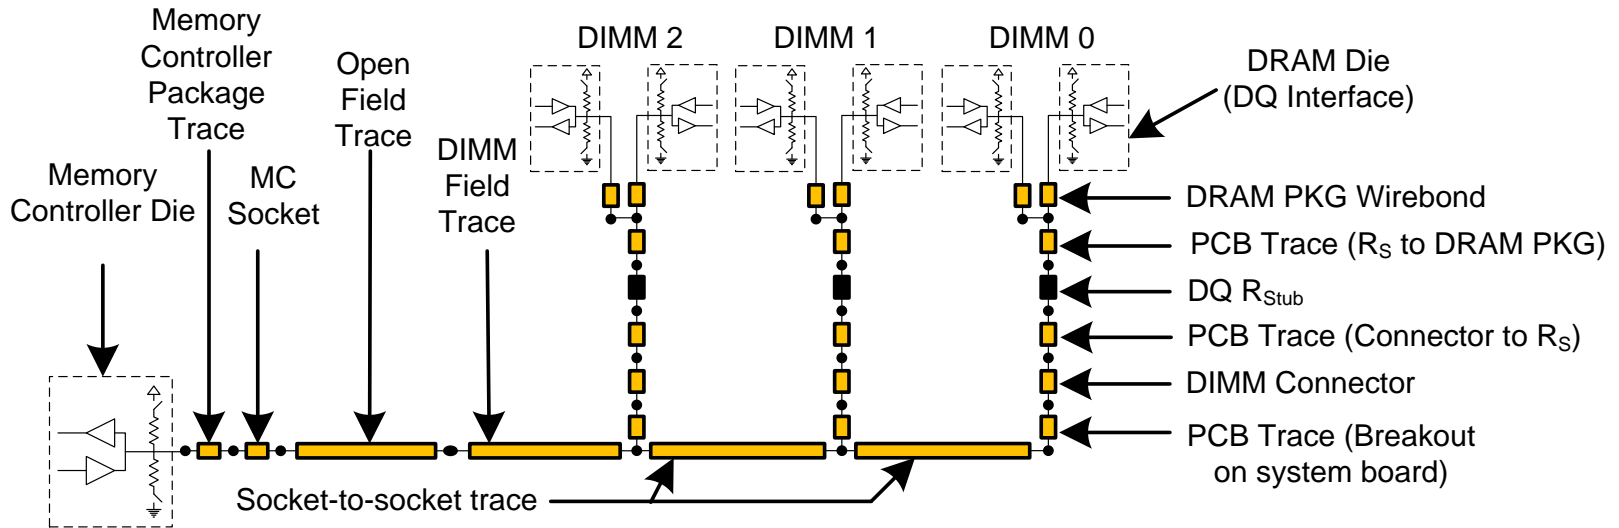 Memory
Controller
Package
Trace
Open
Field
Trace
DIMM 2
DIMM 1
DIMM 0
DRAM Die
(DQ Interface)
DIMM
Field
Trace
Memory
Controller Die
MC
Socket
DRAM PKG Wirebond
PCB Trace (RS to DRAM PKG)
DQ RStub
PCB Trace (Connector to RS)
DIMM Connector
PCB Trace (Breakout
on system board)
Socket-to-socket trace